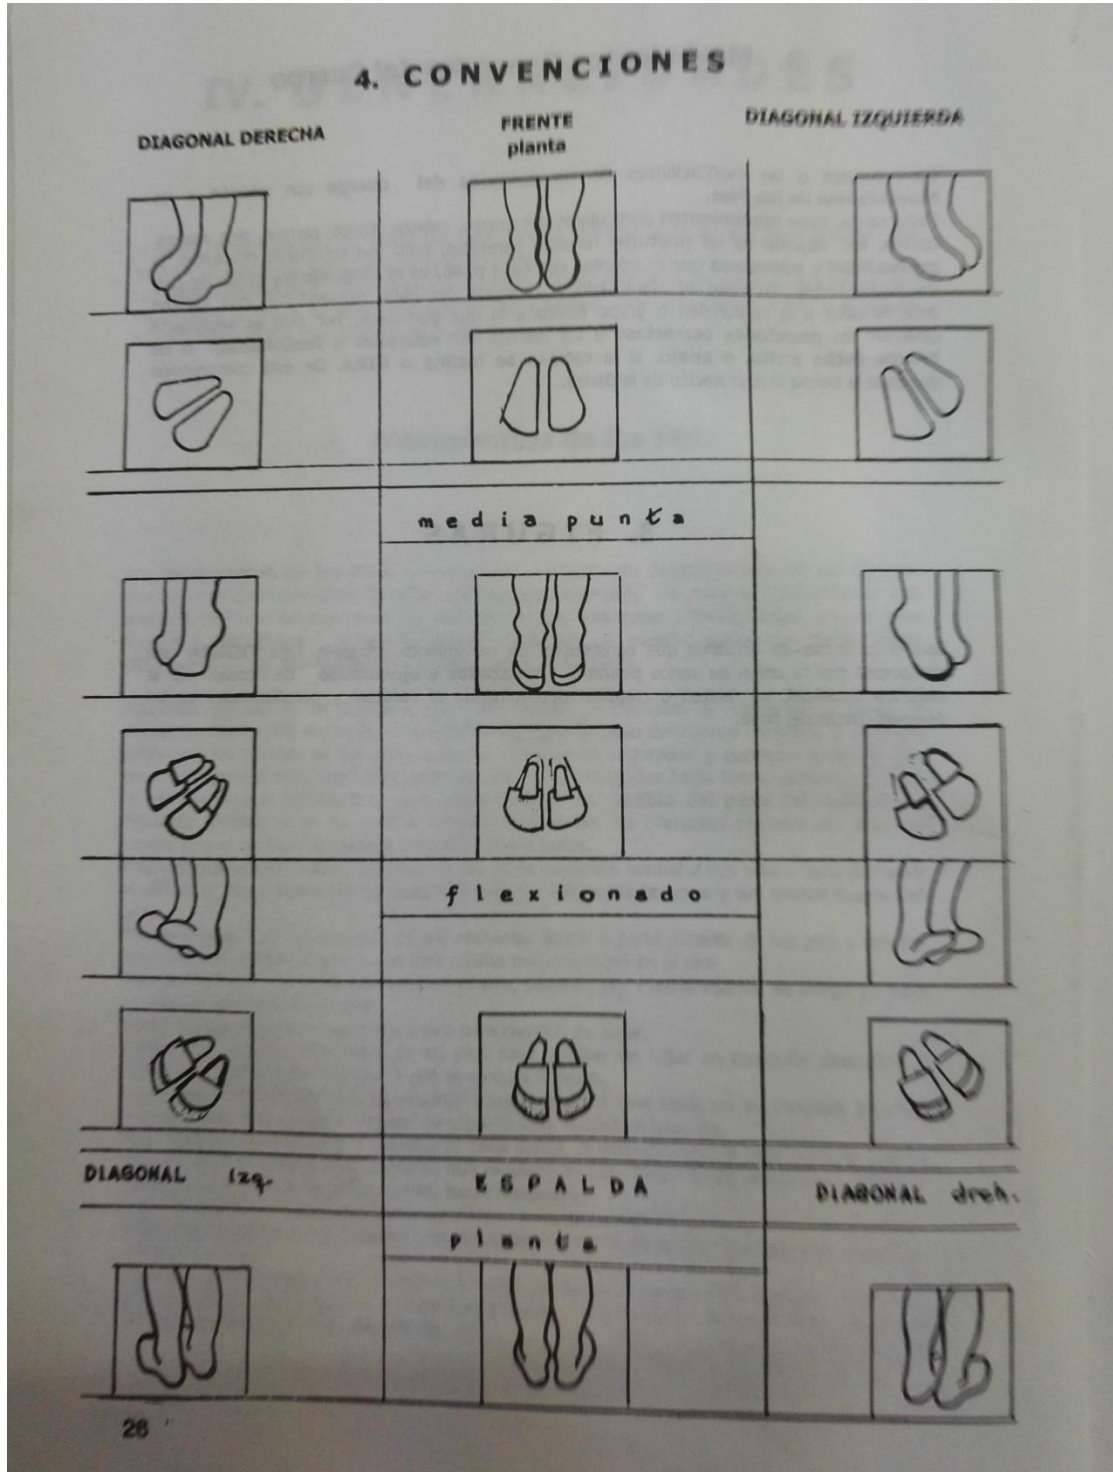 4. CONVENCIONES
DIAGONAL DERECHA
FRENTE
planta
DIAGONAL IZQUIERDA
media punta
flexionado
DIAGONAL izq.
ESPALDA
DIAGONAL dreh.
planta
26